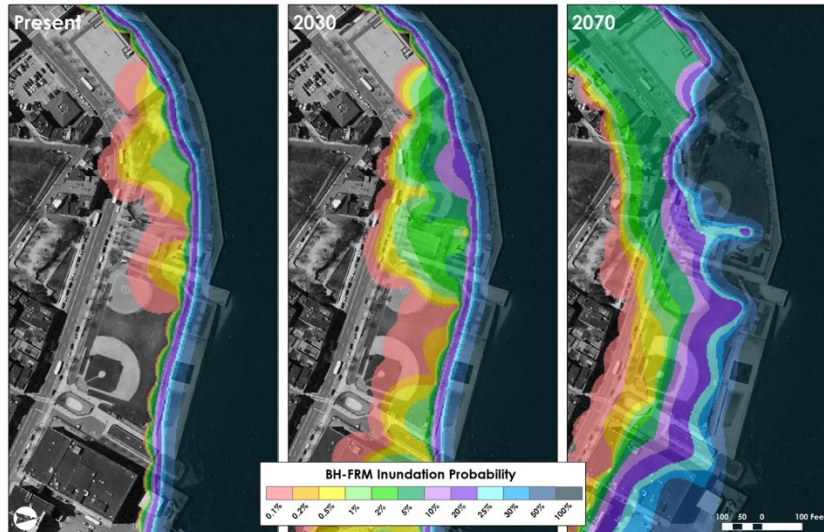 Present
2030
2070
BH-FRM Inundation Probability
0.1% 0.2% 0.5% 1% 2% 5% 10% 20% 25% 30% 50% 100%
100 50 0 100 Feet